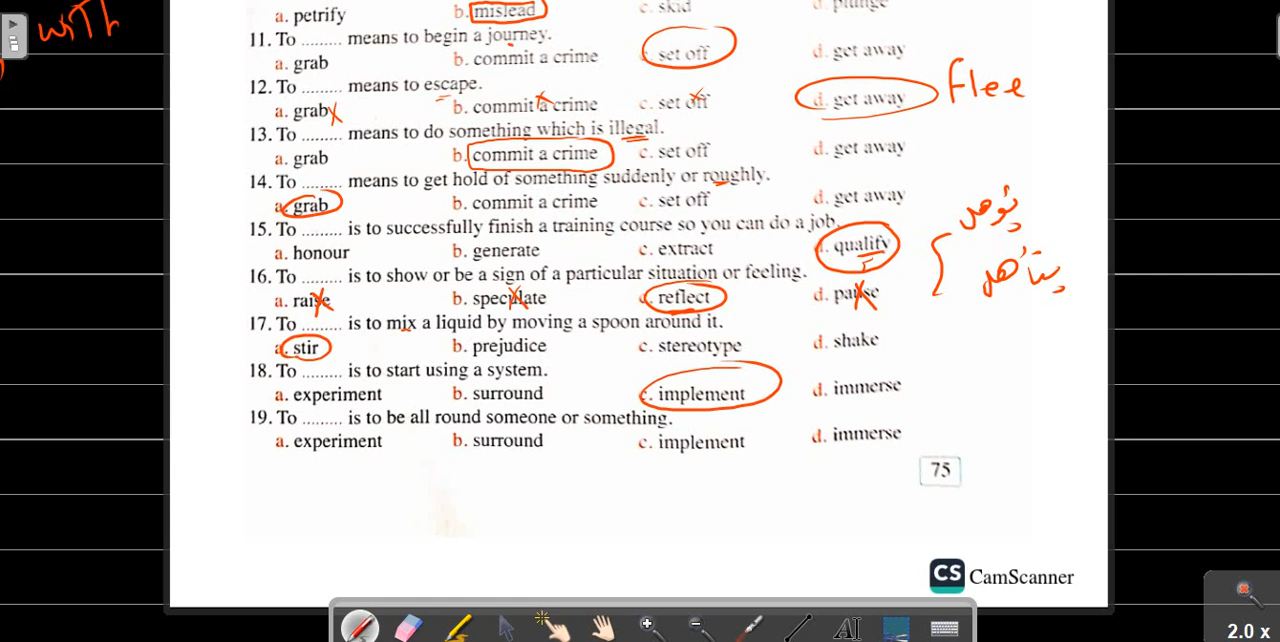 with
a. petrify b. mislead c. skid d. plunge
11. To ........ means to begin a journey.
a. grab b. commit a crime c. set off d. get away
12. To ........ means to escape.
a. grab b. commit a crime c. set off d. get away flee
13. To ........ means to do something which is illegal.
a. grab b. commit a crime c. set off d. get away
14. To ........ means to get hold of something suddenly or roughly.
a. grab b. commit a crime c. set off d. get away
15. To ........ is to successfully finish a training course so you can do a job.
a. honour b. generate c. extract d. qualify
يؤهل
يتأهل
16. To ........ is to show or be a sign of a particular situation or feeling.
a. raise b. speculate c. reflect d. pause
17. To ........ is to mix a liquid by moving a spoon around it.
a. stir b. prejudice c. stereotype d. shake
18. To ........ is to start using a system.
a. experiment b. surround c. implement d. immerse
19. To ........ is to be all round someone or something.
a. experiment b. surround c. implement d. immerse
75
CS CamScanner
AI
2.0 x